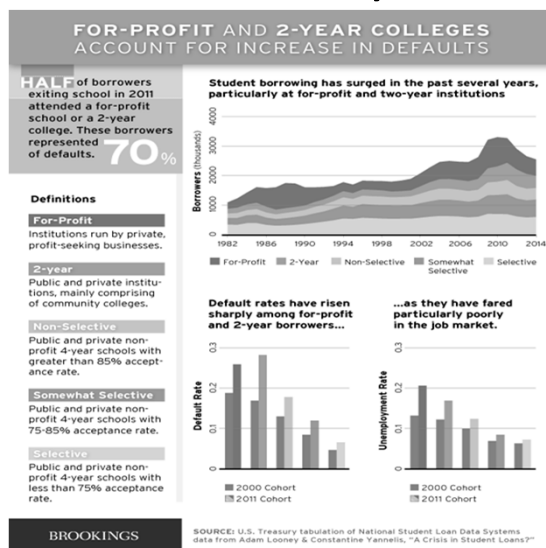 FOR-PROFIT AND 2-YEAR COLLEGES
ACCOUNT FOR INCREASE IN DEFAULTS
HALF of borrowers
exiting school in 2011
attended a for-profit
school or a 2-year
college. These borrowers
represented
of defaults. 70%
Definitions
For-Profit
Institutions run by private,
profit-seeking businesses.
2-year
Public and private institu-
tions, mainly comprising
of community colleges.
Non-Selective
Public and private non-
profit 4-year schools with
greater than 85% accept-
ance rate.
Somewhat Selective
Public and private non-
profit 4-year schools with
75-85% acceptance rate.
Selective
Public and private non-
profit 4-year schools with
less than 75% acceptance
rate.
Student borrowing has surged in the past several years,
particularly at for-profit and two-year institutions
Borrowers (thousands)
4000
3000
2000
1000
0
1982 1986 1990 1994 1998 2002 2006 2010 2014
For-Profit 2-Year Non-Selective Somewhat Selective
Selective
Default rates have risen
sharply among for-profit
and 2-year borrowers...
Default Rate
0.3
0.2
0.1
0
2000 Cohort
2011 Cohort
...as they have fared
particularly poorly
in the job market.
Unemployment Rate
0.3
0.2
0.1
0
2000 Cohort
2011 Cohort
BROOKINGS
SOURCE: U.S. Treasury tabulation of National Student Loan Data Systems
data from Adam Looney & Constantine Yannelis, "A Crisis in Student Loans?"